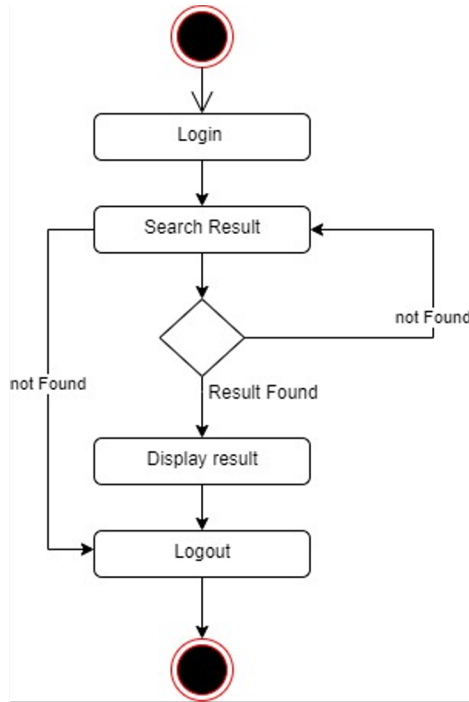 Login
Search Result
not Found
not Found
Result Found
Display result
Logout